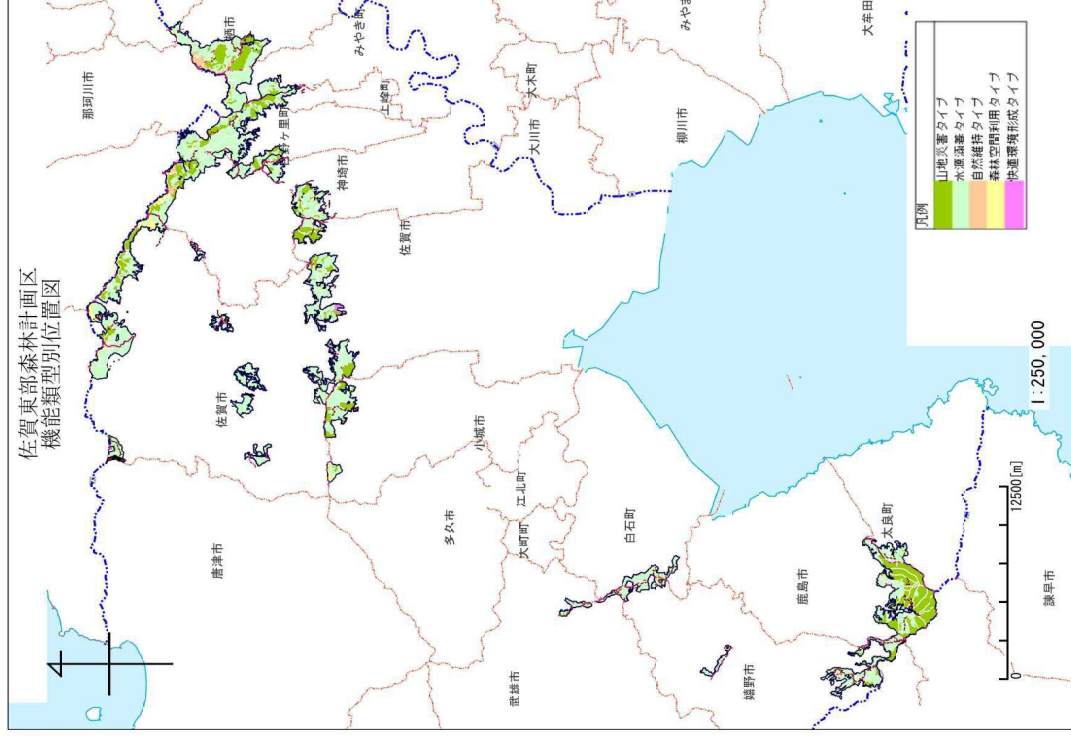 佐賀東部森林計画区
機能類型別位置図
那珂川市
栖市
みやき町
上峰町
野ヶ里町
神埼市
大木町
大川市
みやま
大牟田
柳川市
佐賀市
佐賀市
唐津市
小城市
多久市
江北町
大町町
白石町
武雄市
鹿島市
嬉野市
太良町
諫早市
凡例
山地災害タイプ
水源涵養タイプ
自然維持タイプ
森林空間利用タイプ
快適環境形成タイプ
1:250,000
0
12500[m]
4